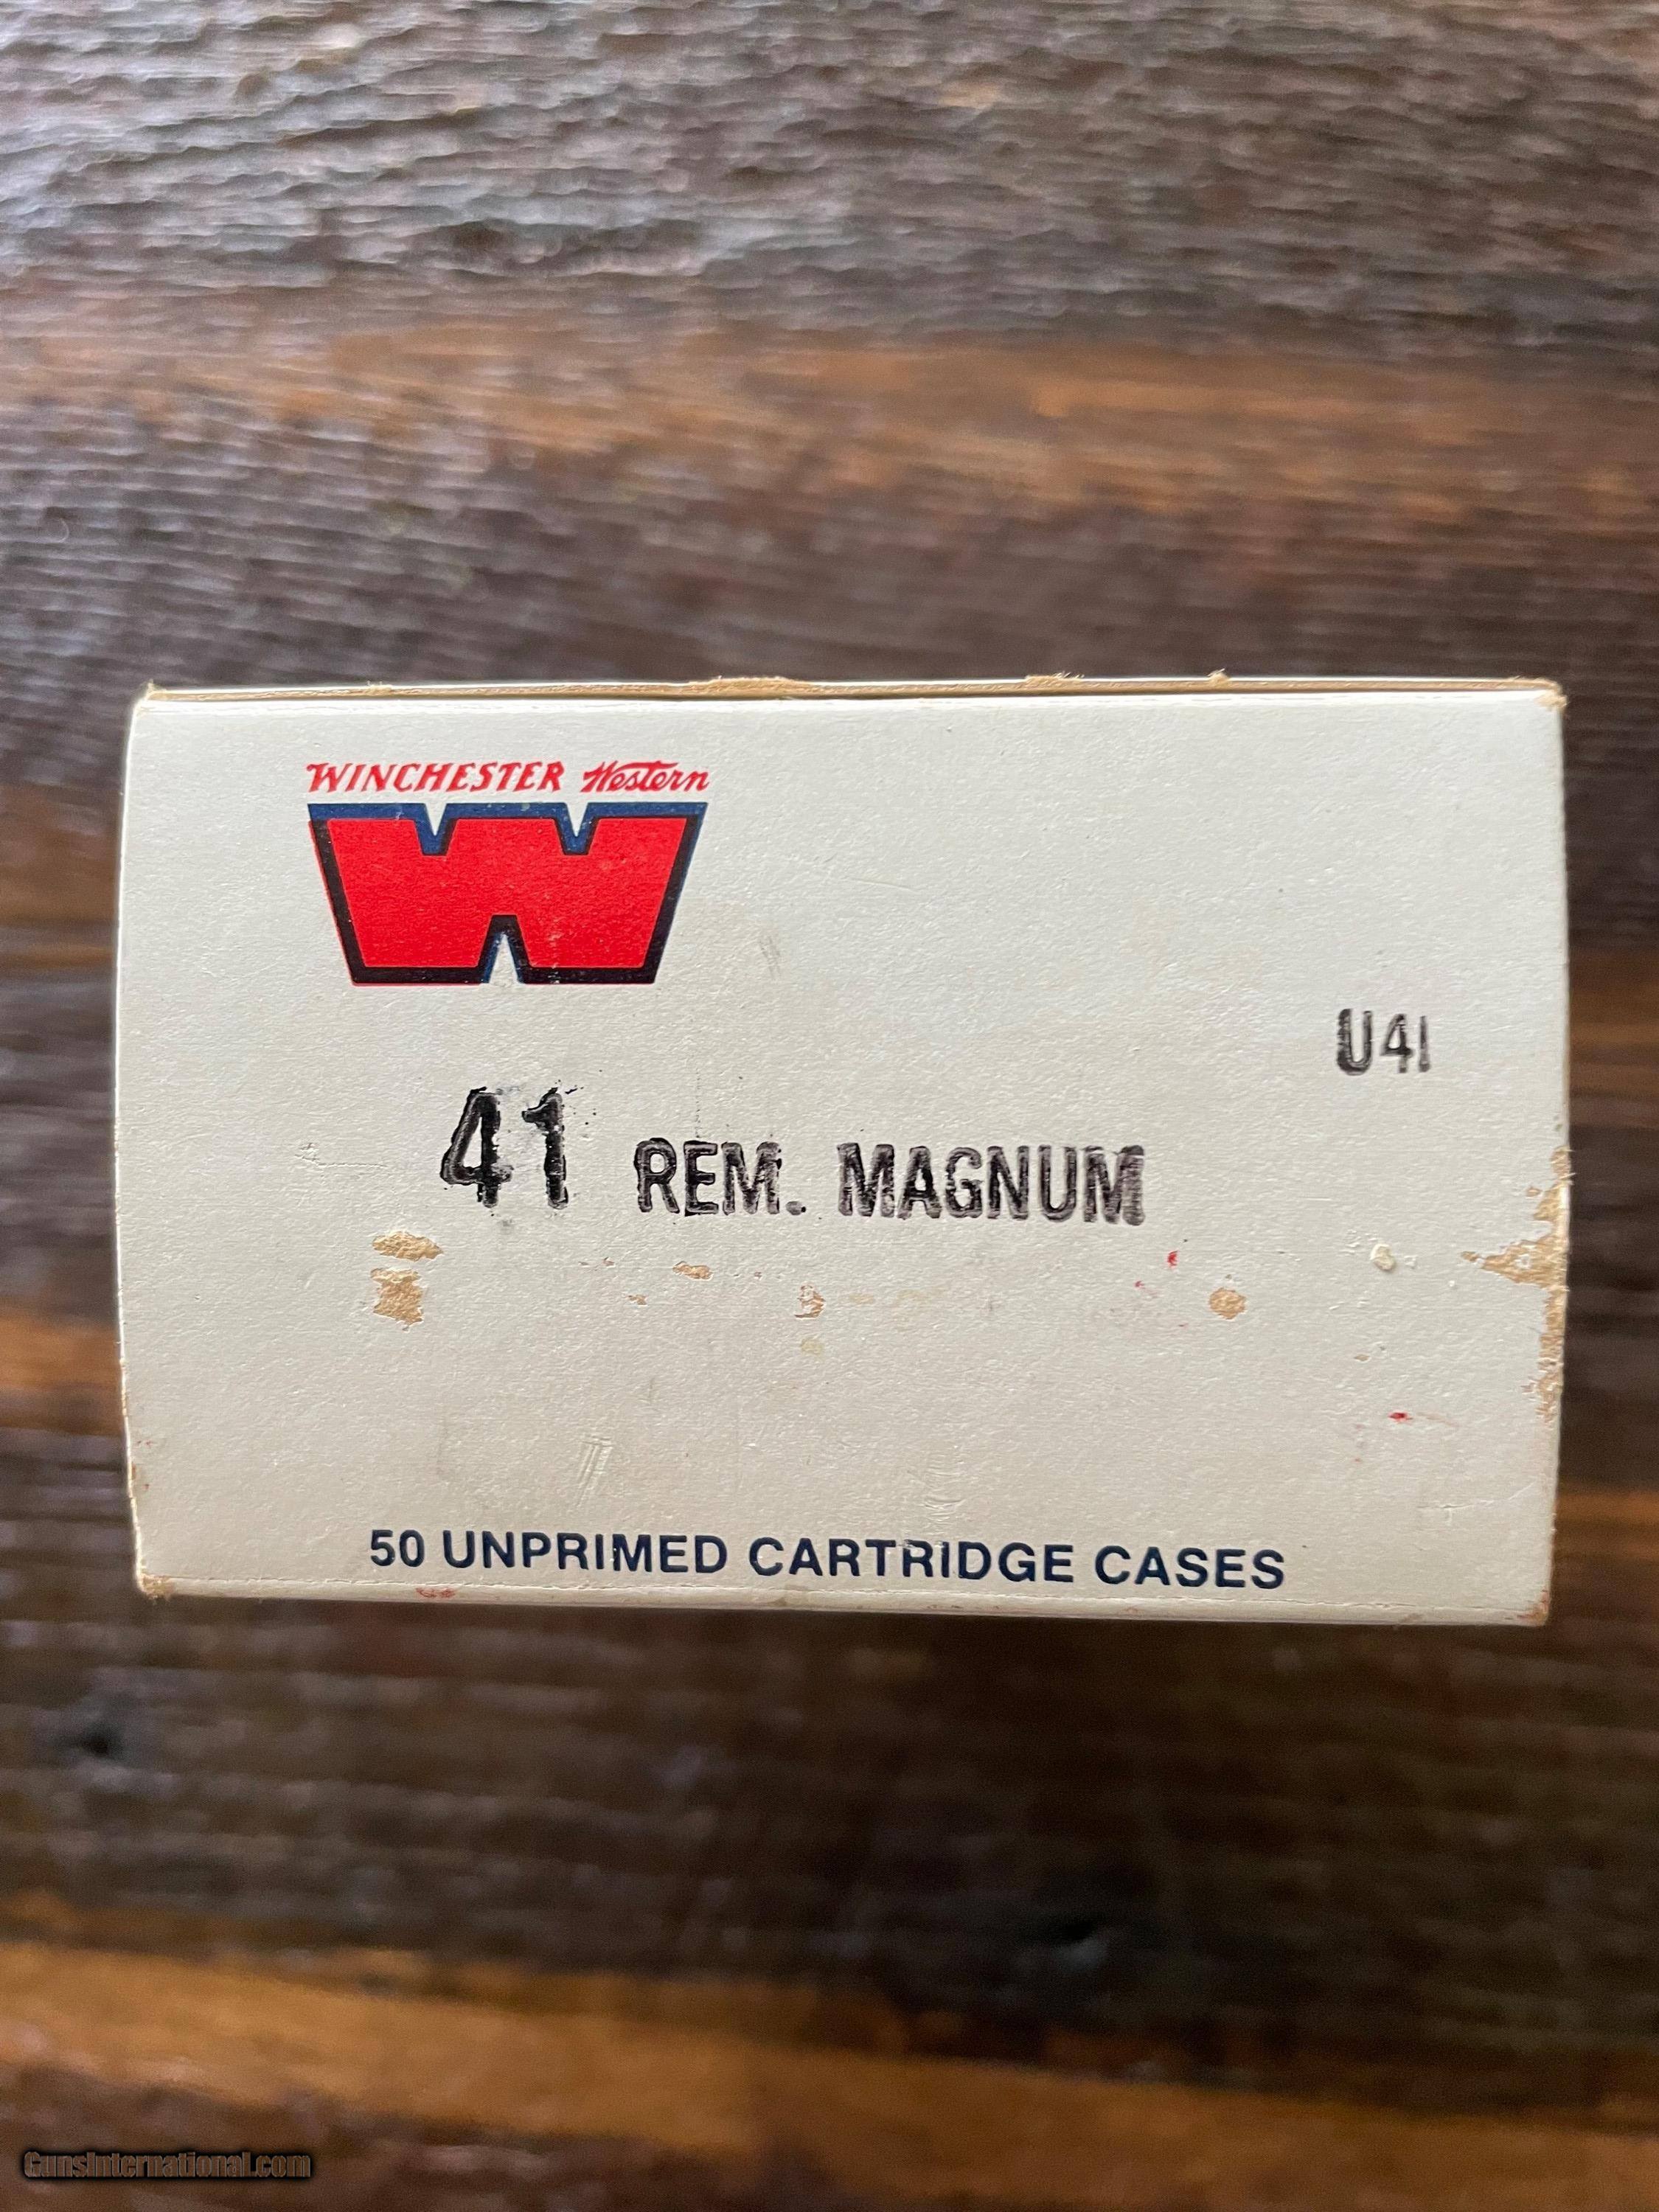 WINCHESTER Western
W
U41
41 REM. MAGNUM
50 UNPRIMED CARTRIDGE CASES
GunsInternational.com